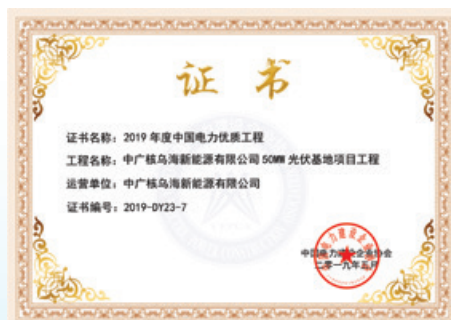 证书
证书名称：2019 年度中国电力优质工程
工程名称：中广核乌海新能源有限公司 50MW 光伏基地项目工程
运营单位：中广核乌海新能源有限公司
证书编号：2019-DY23-7
中国电力建设企业协会
二零一九年五月